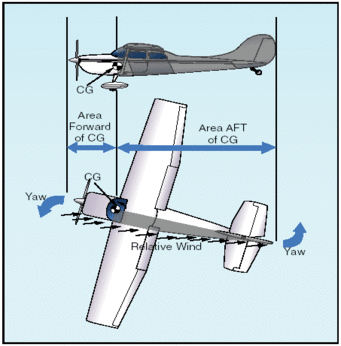 CG
Area
Forward
of CG
Area AFT
of CG
CG
Yaw
Relative Wind
Yaw